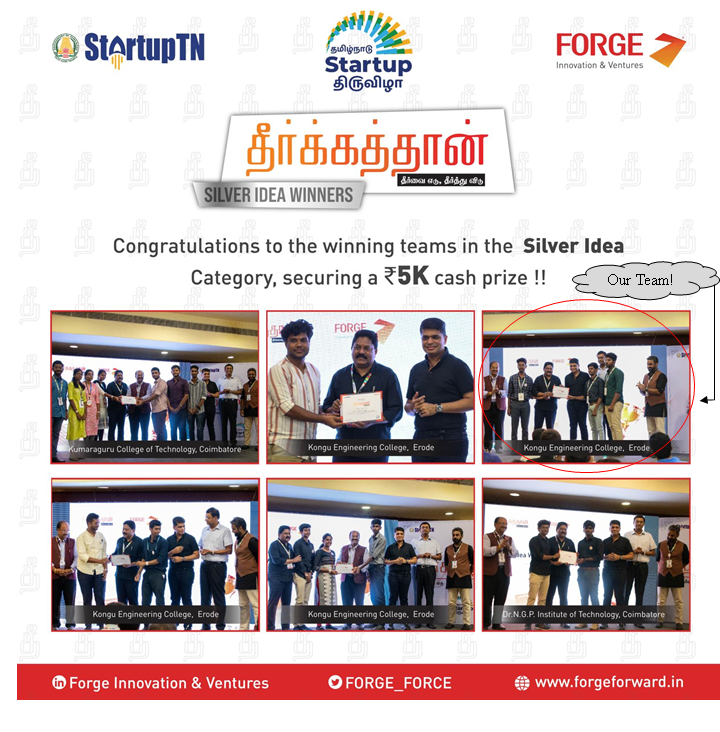 StartupTN
தமிழ்நாடு
Startup
திருவிழா
FORGE
Innovation & Ventures
தீர்க்கத்தான்
தீர்வை எடு, தீர்த்து விடு
SILVER IDEA WINNERS
Congratulations to the winning teams in the Silver Idea
Category, securing a ₹5K cash prize !!
Our Team!
FORGE
Kumaraguru College of Technology, Coimbatore
Kongu Engineering College, Erode
Kongu Engineering College, Erode
Kongu Engineering College, Erode
Kongu Engineering College, Erode
Dr.N.G.P. Institute of Technology, Coimbatore
Forge Innovation & Ventures
FORGE_FORCE
www.forgeforward.in